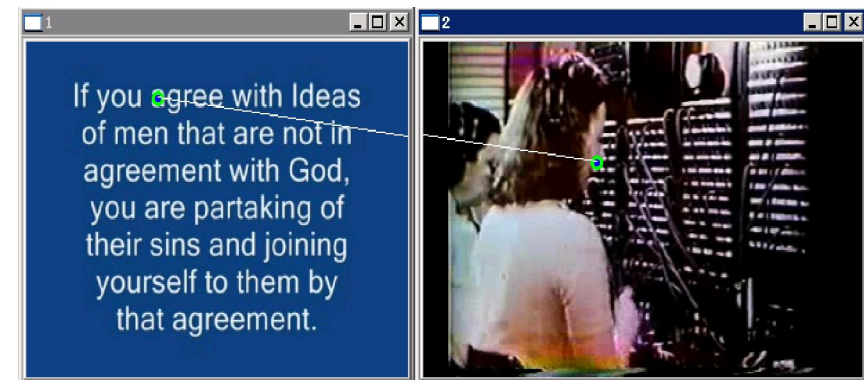 1
2
If you agree with Ideas
of men that are not in
agreement with God,
you are partaking of
their sins and joining
yourself to them by
that agreement.